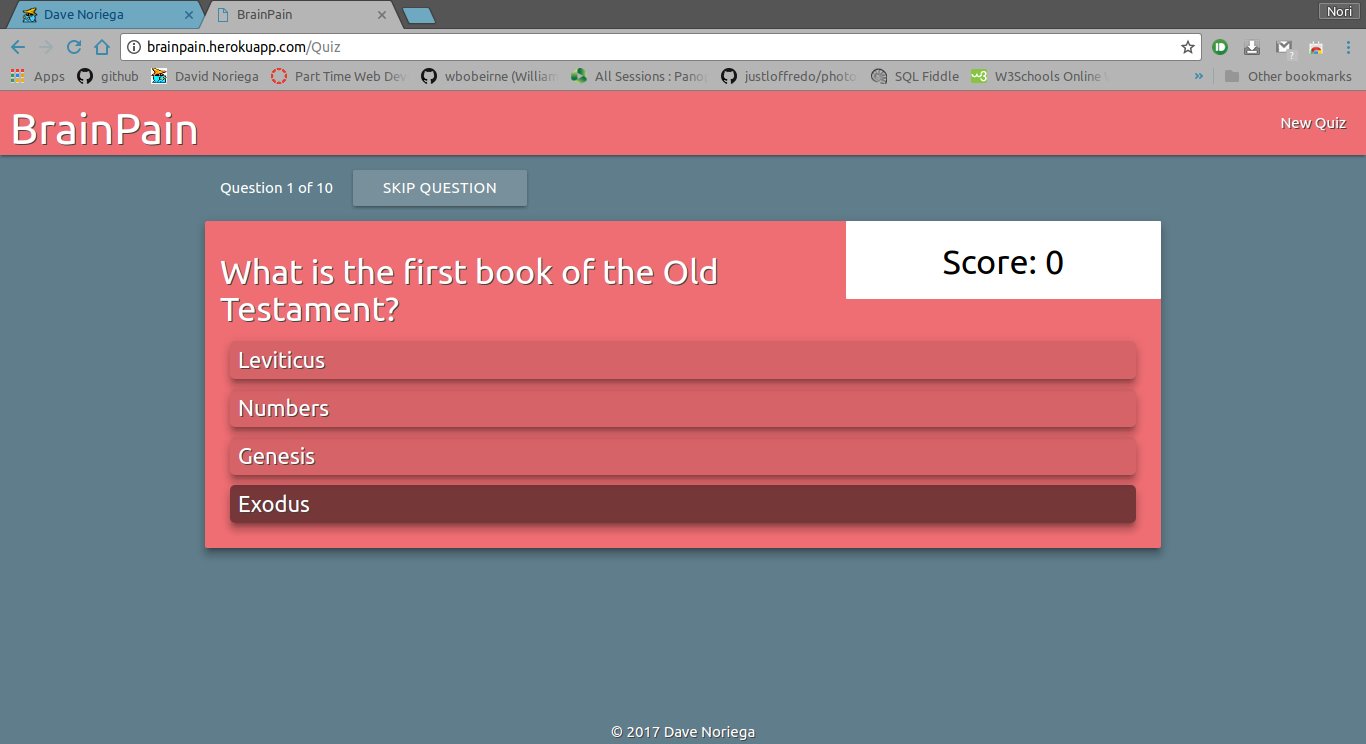 Dave Noriega
BrainPain
Nori
brainpain.herokuapp.com/Quiz
Apps github David Noriega Part Time Web Dev wbobeirne (William All Sessions : Panop justloffredo/photo SQL Fiddle W3Schools Online » Other bookmarks
BrainPain
New Quiz
Question 1 of 10 SKIP QUESTION
What is the first book of the Old
Testament?
Score: 0
Leviticus
Numbers
Genesis
Exodus
© 2017 Dave Noriega